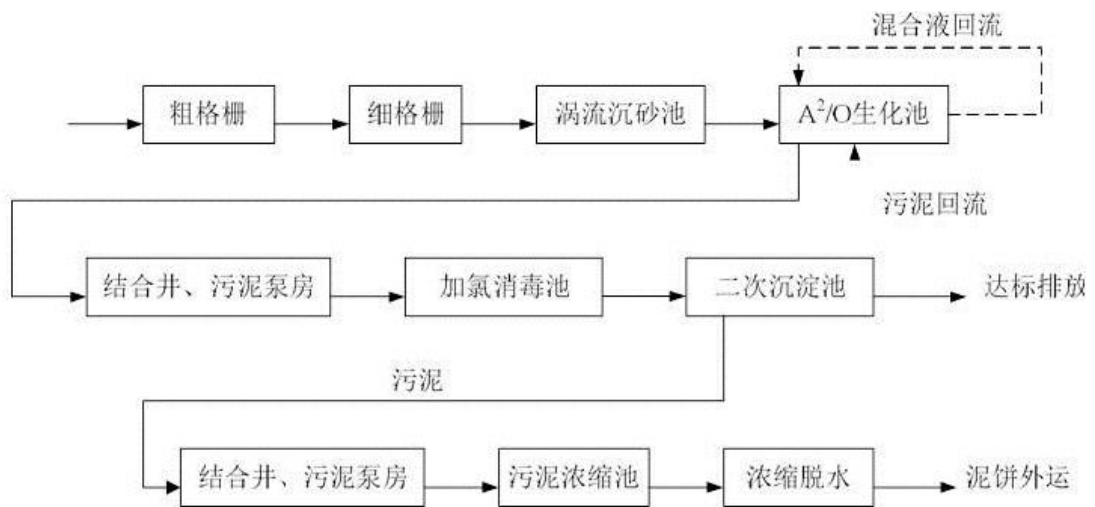 混合液回流
粗格栅
细格栅
涡流沉砂池
A²/O生化池
污泥回流
结合井、污泥泵房
加氯消毒池
二次沉淀池
达标排放
污泥
结合井、污泥泵房
污泥浓缩池
浓缩脱水
泥饼外运